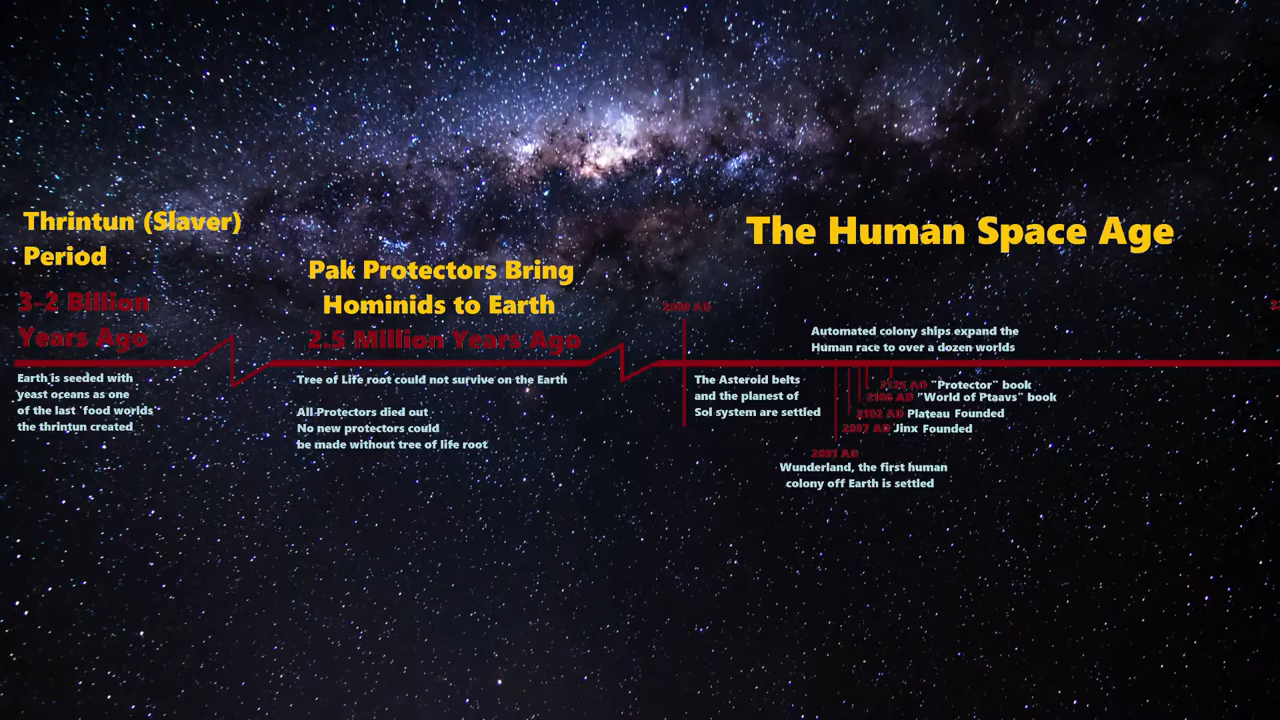 Thrintun (Slaver)
Period
3-2 Billion
Years Ago
Earth is seeded with
yeast oceans as one
of the last 'food worlds'
the thrintun created
Pak Protectors Bring
Hominids to Earth
2.5 Million Years Ago
Tree of Life root could not survive on the Earth
All Protectors died out
No new protectors could
be made without tree of life root
The Human Space Age
2000 AD
The Asteroid belts
and the planest of
Sol system are settled
Automated colony ships expand the
Human race to over a dozen worlds
2125 AD "Protector" book
2106 AD "World of Ptaavs" book
2102 AD Plateau Founded
2097 AD Jinx Founded
2091 AD
Wunderland, the first human
colony off Earth is settled